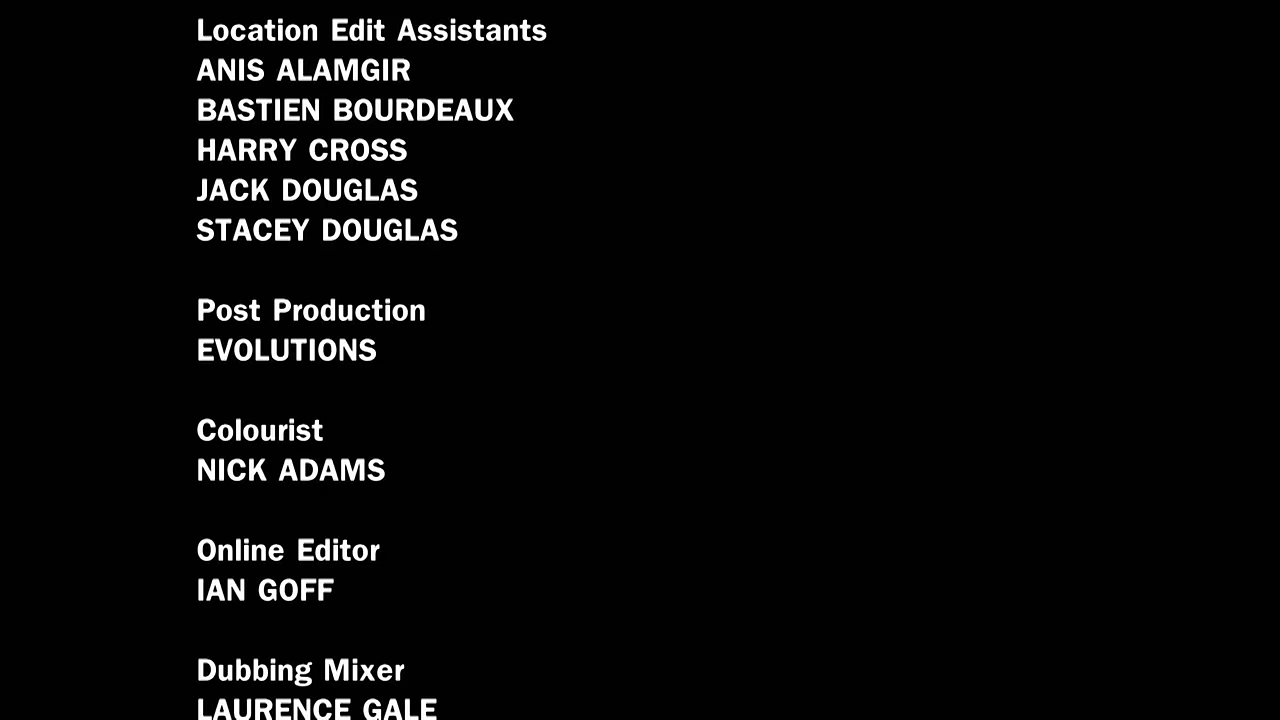 Location Edit Assistants
ANIS ALAMGIR
BASTIEN BOURDEAUX
HARRY CROSS
JACK DOUGLAS
STACEY DOUGLAS
Post Production
EVOLUTIONS
Colourist
NICK ADAMS
Online Editor
IAN GOFF
Dubbing Mixer
LAURENCE GALE